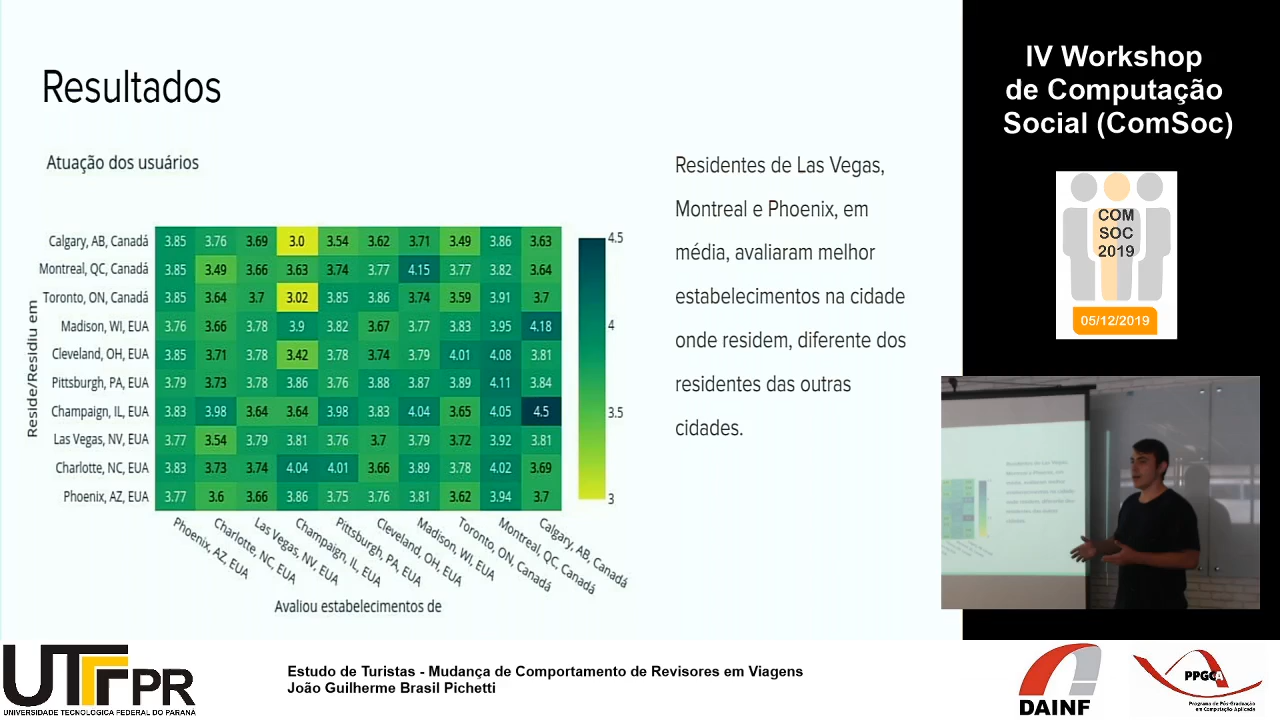 Resultados
Atuação dos usuários
Reside/Residiu em
Calgary, AB, Canadá 3.85 3.76 3.69 3.0 3.54 3.62 3.71 3.49 3.86 3.63
Montreal, QC, Canadá 3.85 3.49 3.66 3.63 3.74 3.77 4.15 3.77 3.82 3.64
Toronto, ON, Canadá 3.85 3.64 3.7 3.02 3.85 3.86 3.74 3.59 3.91 3.7
Madison, WI, EUA 3.76 3.66 3.78 3.9 3.82 3.67 3.77 3.83 3.95 4.18
Cleveland, OH, EUA 3.85 3.71 3.78 3.42 3.78 3.74 3.79 4.01 4.08 3.81
Pittsburgh, PA, EUA 3.79 3.73 3.78 3.86 3.76 3.88 3.87 3.89 4.11 3.84
Champaign, IL, EUA 3.83 3.98 3.64 3.64 3.98 3.83 4.04 3.65 4.05 4.5
Las Vegas, NV, EUA 3.77 3.54 3.79 3.81 3.76 3.7 3.79 3.72 3.92 3.81
Charlotte, NC, EUA 3.83 3.73 3.74 4.04 4.01 3.66 3.89 3.78 4.02 3.69
Phoenix, AZ, EUA 3.77 3.6 3.66 3.86 3.75 3.76 3.81 3.62 3.94 3.7
Phoenix, AZ, EUA
Charlotte, NC, EUA
Las Vegas, NV, EUA
Champaign, IL, EUA
Pittsburgh, PA, EUA
Cleveland, OH, EUA
Madison, WI, EUA
Toronto, ON, Canadá
Montreal, QC, Canadá
Calgary, AB, Canadá
Avaliou estabelecimentos de
4.5
4
3.5
3
Residentes de Las Vegas,
Montreal e Phoenix, em
média, avaliaram melhor
estabelecimentos na cidade
onde residem, diferente dos
residentes das outras
cidades.
IV Workshop
de Computação
Social (ComSoc)
COM
SOC
2019
05/12/2019
UTFPR
UNIVERSIDADE TECNOLÓGICA FEDERAL DO PARANÁ
Estudo de Turistas - Mudança de Comportamento de Revisores em Viagens
João Guilherme Brasil Pichetti
DAINF
PPGCA
Programa de Pós-Graduação
em Computação Aplicada